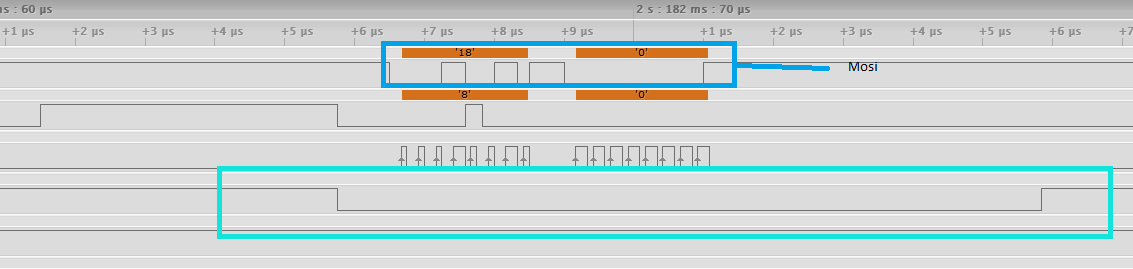 ms : 60 µs
2 s : 182 ms : 70 µs
+1 µs +2 µs +3 µs +4 µs +5 µs +6 µs +7 µs +8 µs +9 µs +1 µs +2 µs +3 µs +4 µs +5 µs +6 µs +7
'18' '0'
Mosi
'8' '0'